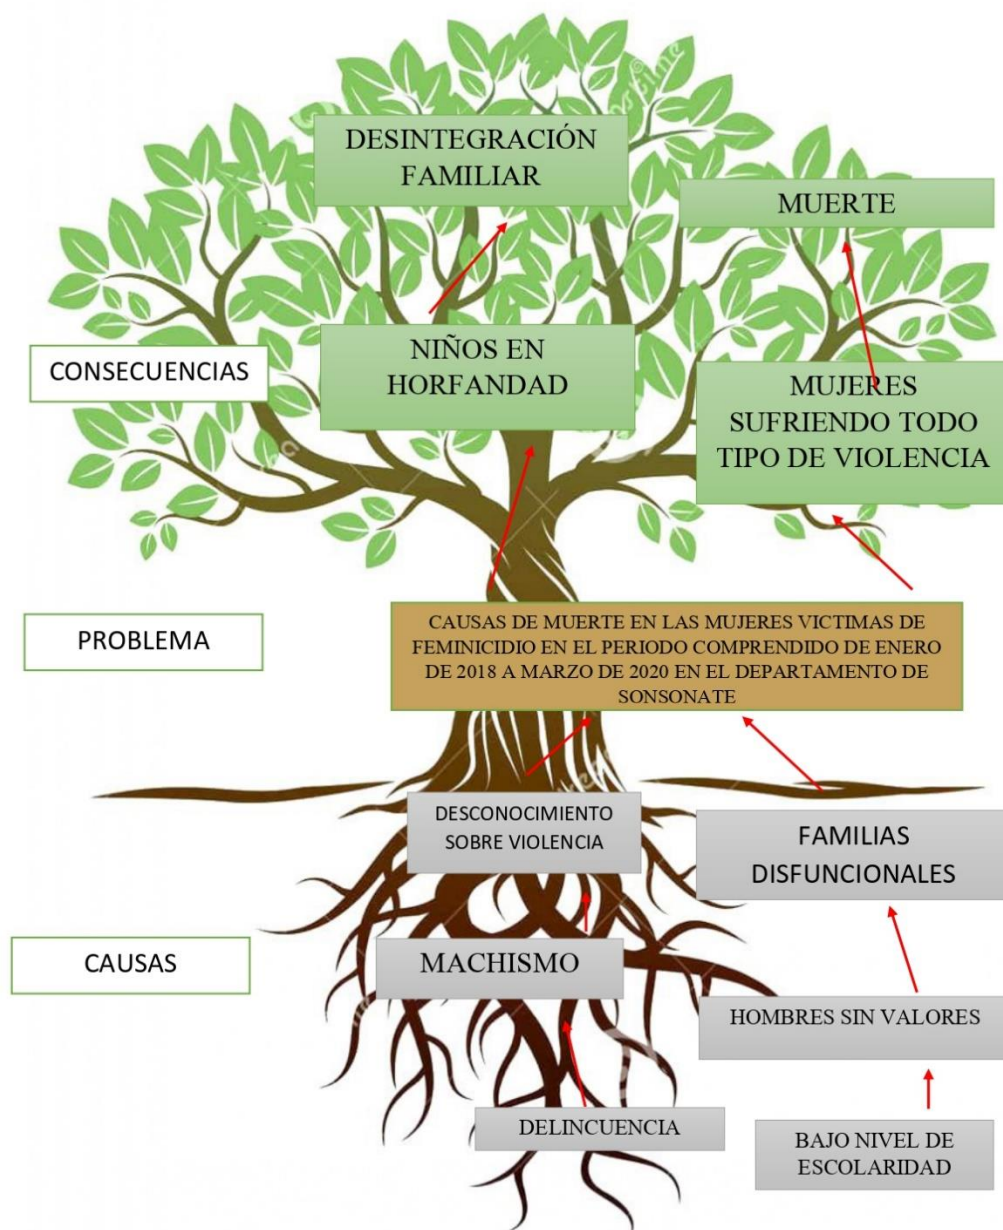 DESINTEGRACIÓN
FAMILIAR
MUERTE
CONSECUENCIAS
NIÑOS EN
HORFANDAD
MUJERES
SUFRIENDO TODO
TIPO DE VIOLENCIA
PROBLEMA
CAUSAS DE MUERTE EN LAS MUJERES VICTIMAS DE
FEMINICIDIO EN EL PERIODO COMPRENDIDO DE ENERO
DE 2018 A MARZO DE 2020 EN EL DEPARTAMENTO DE
SONSONATE
DESCONOCIMIENTO
SOBRE VIOLENCIA
FAMILIAS
DISFUNCIONALES
CAUSAS
MACHISMO
HOMBRES SIN VALORES
DELINCUENCIA
BAJO NIVEL DE
ESCOLARIDAD